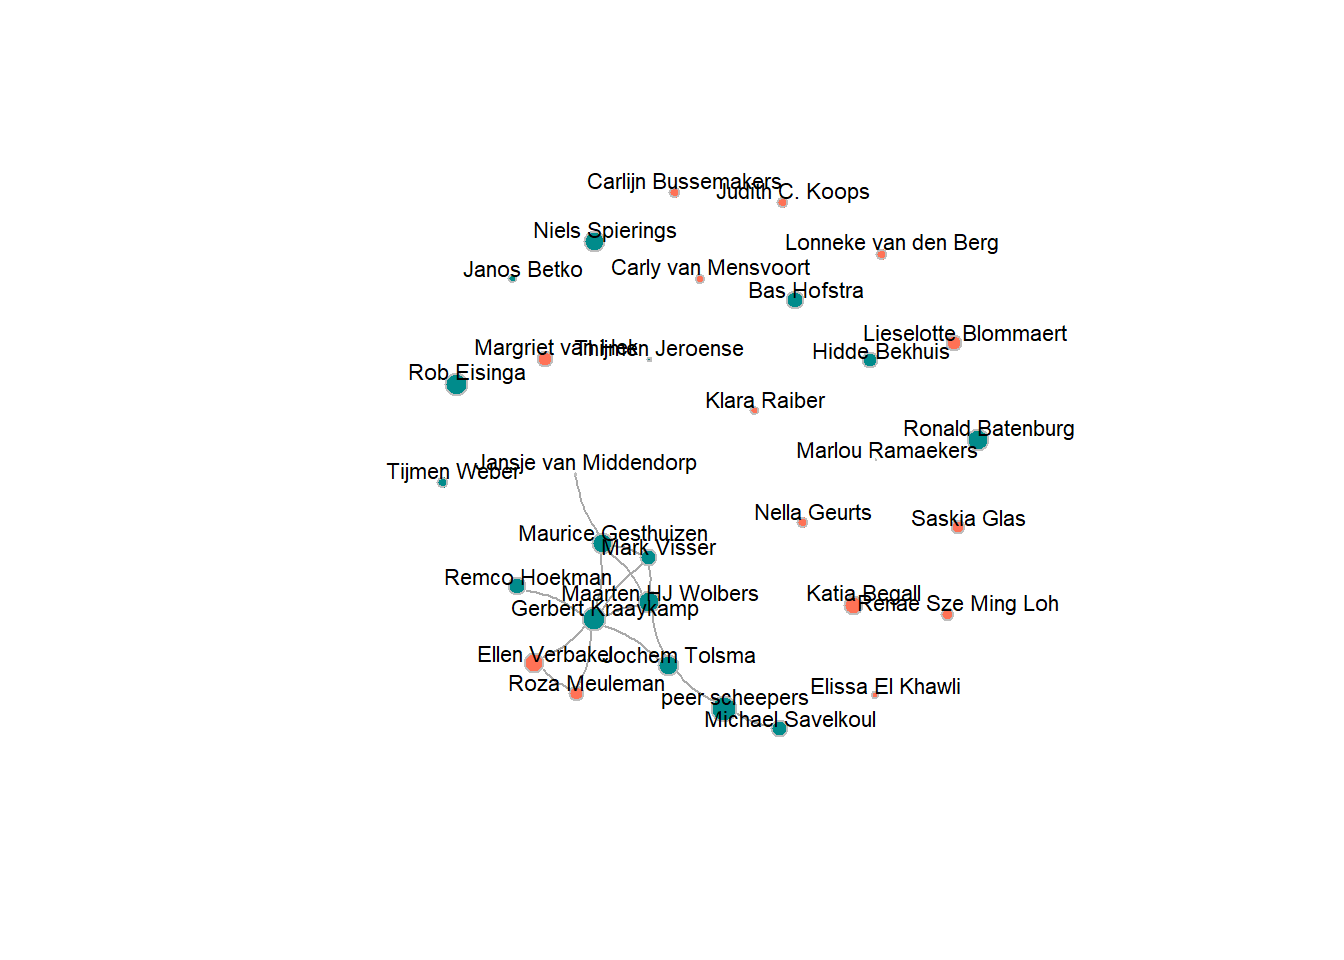 Carlijn Bussemakers
Judith C. Koops
Niels Spierings
Lonneke van den Berg
Janos Betko
Carly van Mensvoort
Bas Hofstra
Lieselotte Blommaert
Margriet van Hek
Thijmen Jeroense
Hidde Bekhuis
Rob Eisinga
Klara Raiber
Ronald Batenburg
Marlou Ramaekers
Jansje van Middendorp
Tijmen Weber
Nella Geurts
Saskia Glas
Maurice Gesthuizen
Mark Visser
Remco Hoekman
Maarten HJ Wolbers
Katia Begall
Renae Sze Ming Loh
Gerbert Kraaykamp
Ellen Verbakel
Jochem Tolsma
Roza Meuleman
Elissa El Khawli
peer scheepers
Michael Savelkoul